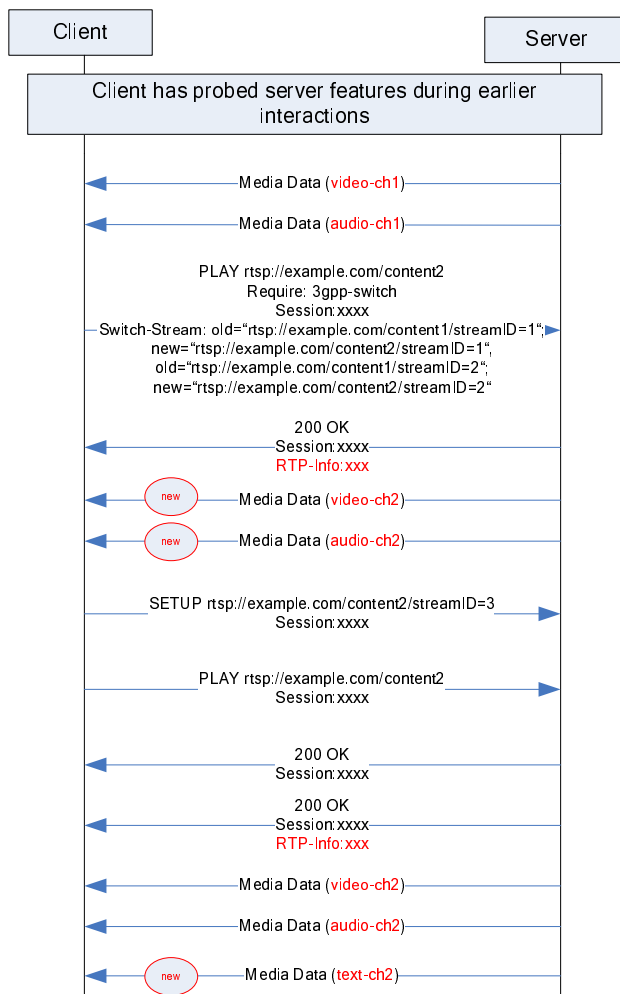 Client
Server
Client has probed server features during earlier
interactions
Media Data (video-ch1)
Media Data (audio-ch1)
PLAY rtsp://example.com/content2
Require: 3gpp-switch
Session:xxxx
Switch-Stream: old=“rtsp://example.com/content1/streamID=1“;
new=“rtsp://example.com/content2/streamID=1“,
old=“rtsp://example.com/content1/streamID=2“;
new=“rtsp://example.com/content2/streamID=2“
200 OK
Session:xxxx
RTP-Info:xxx
new
Media Data (video-ch2)
new
Media Data (audio-ch2)
SETUP rtsp://example.com/content2/streamID=3
Session:xxxx
PLAY rtsp://example.com/content2
Session:xxxx
200 OK
Session:xxxx
200 OK
Session:xxxx
RTP-Info:xxx
Media Data (video-ch2)
Media Data (audio-ch2)
new
Media Data (text-ch2)